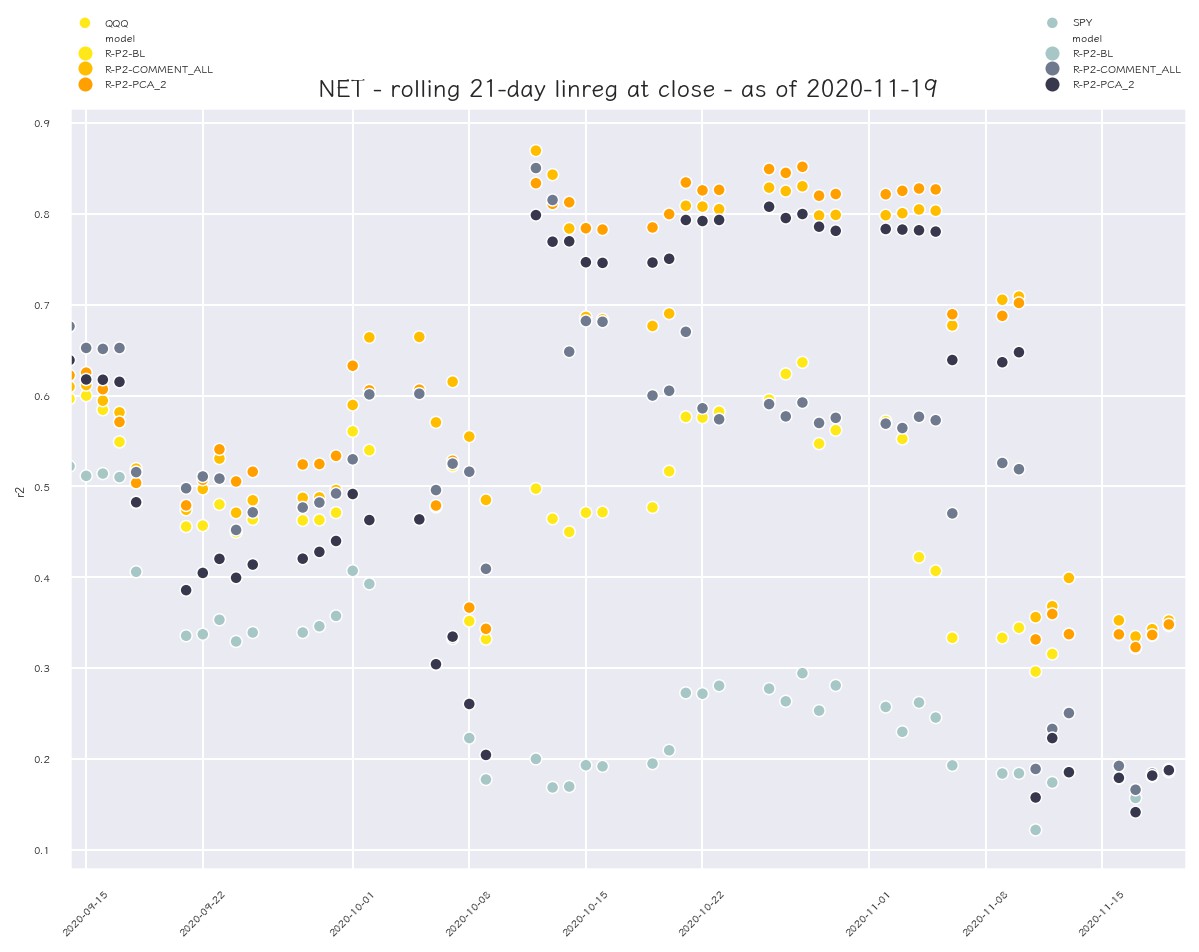 QQQ
model
R-P2-BL
R-P2-COMMENT_ALL
R-P2-PCA_2
SPY
model
R-P2-BL
R-P2-COMMENT_ALL
R-P2-PCA_2
NET - rolling 21-day linreg at close - as of 2020-11-19
r2
0.9
0.8
0.7
0.6
0.5
0.4
0.3
0.2
0.1
2020-09-15
2020-09-22
2020-10-01
2020-10-08
2020-10-15
2020-10-22
2020-11-01
2020-11-08
2020-11-15